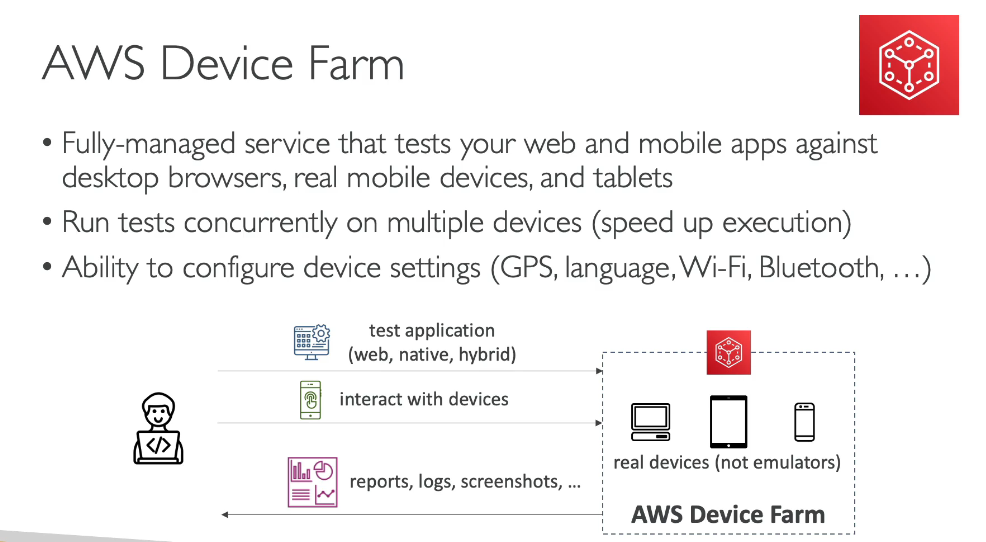 AWS Device Farm
• Fully-managed service that tests your web and mobile apps against
desktop browsers, real mobile devices, and tablets
• Run tests concurrently on multiple devices (speed up execution)
• Ability to configure device settings (GPS, language, Wi-Fi, Bluetooth, …)
test application
(web, native, hybrid)
interact with devices
</>
reports, logs, screenshots, …
real devices (not emulators)
AWS Device Farm